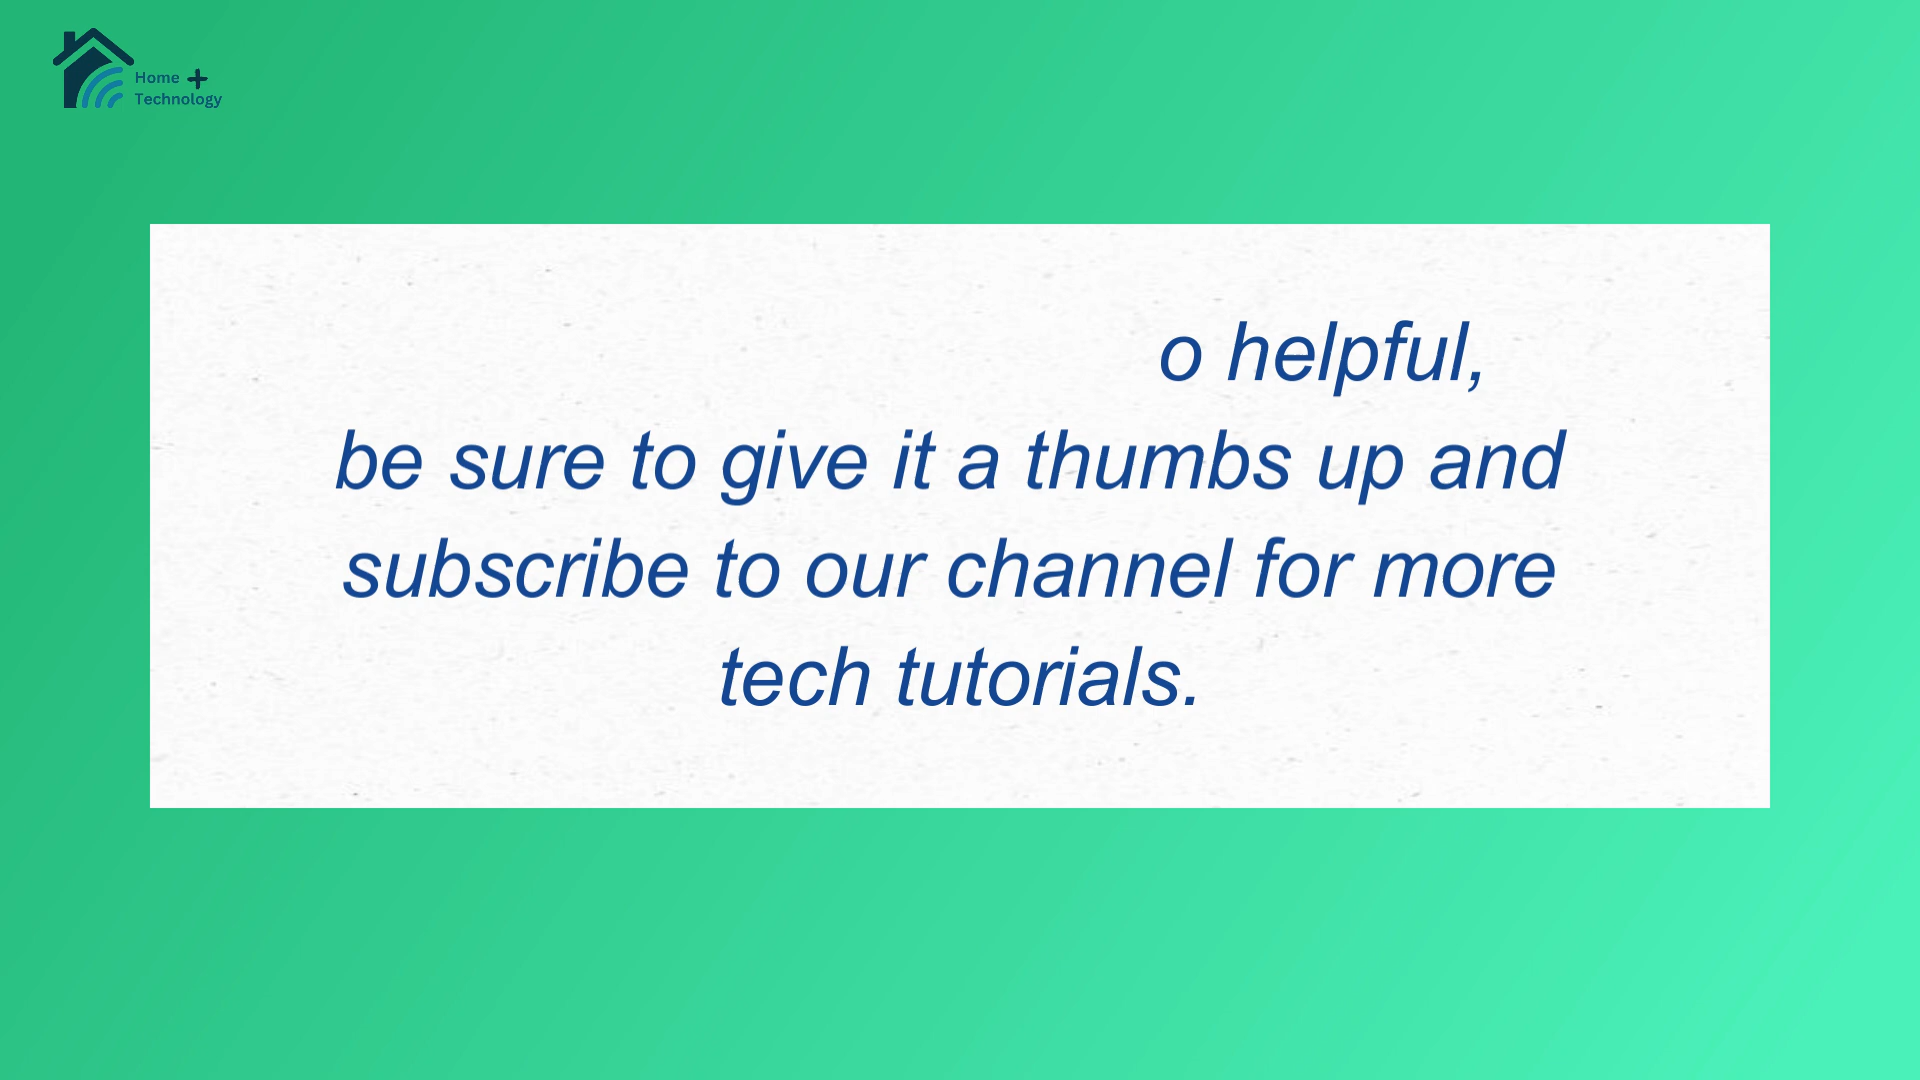 Home +
Technology
o helpful,
be sure to give it a thumbs up and
subscribe to our channel for more
tech tutorials.